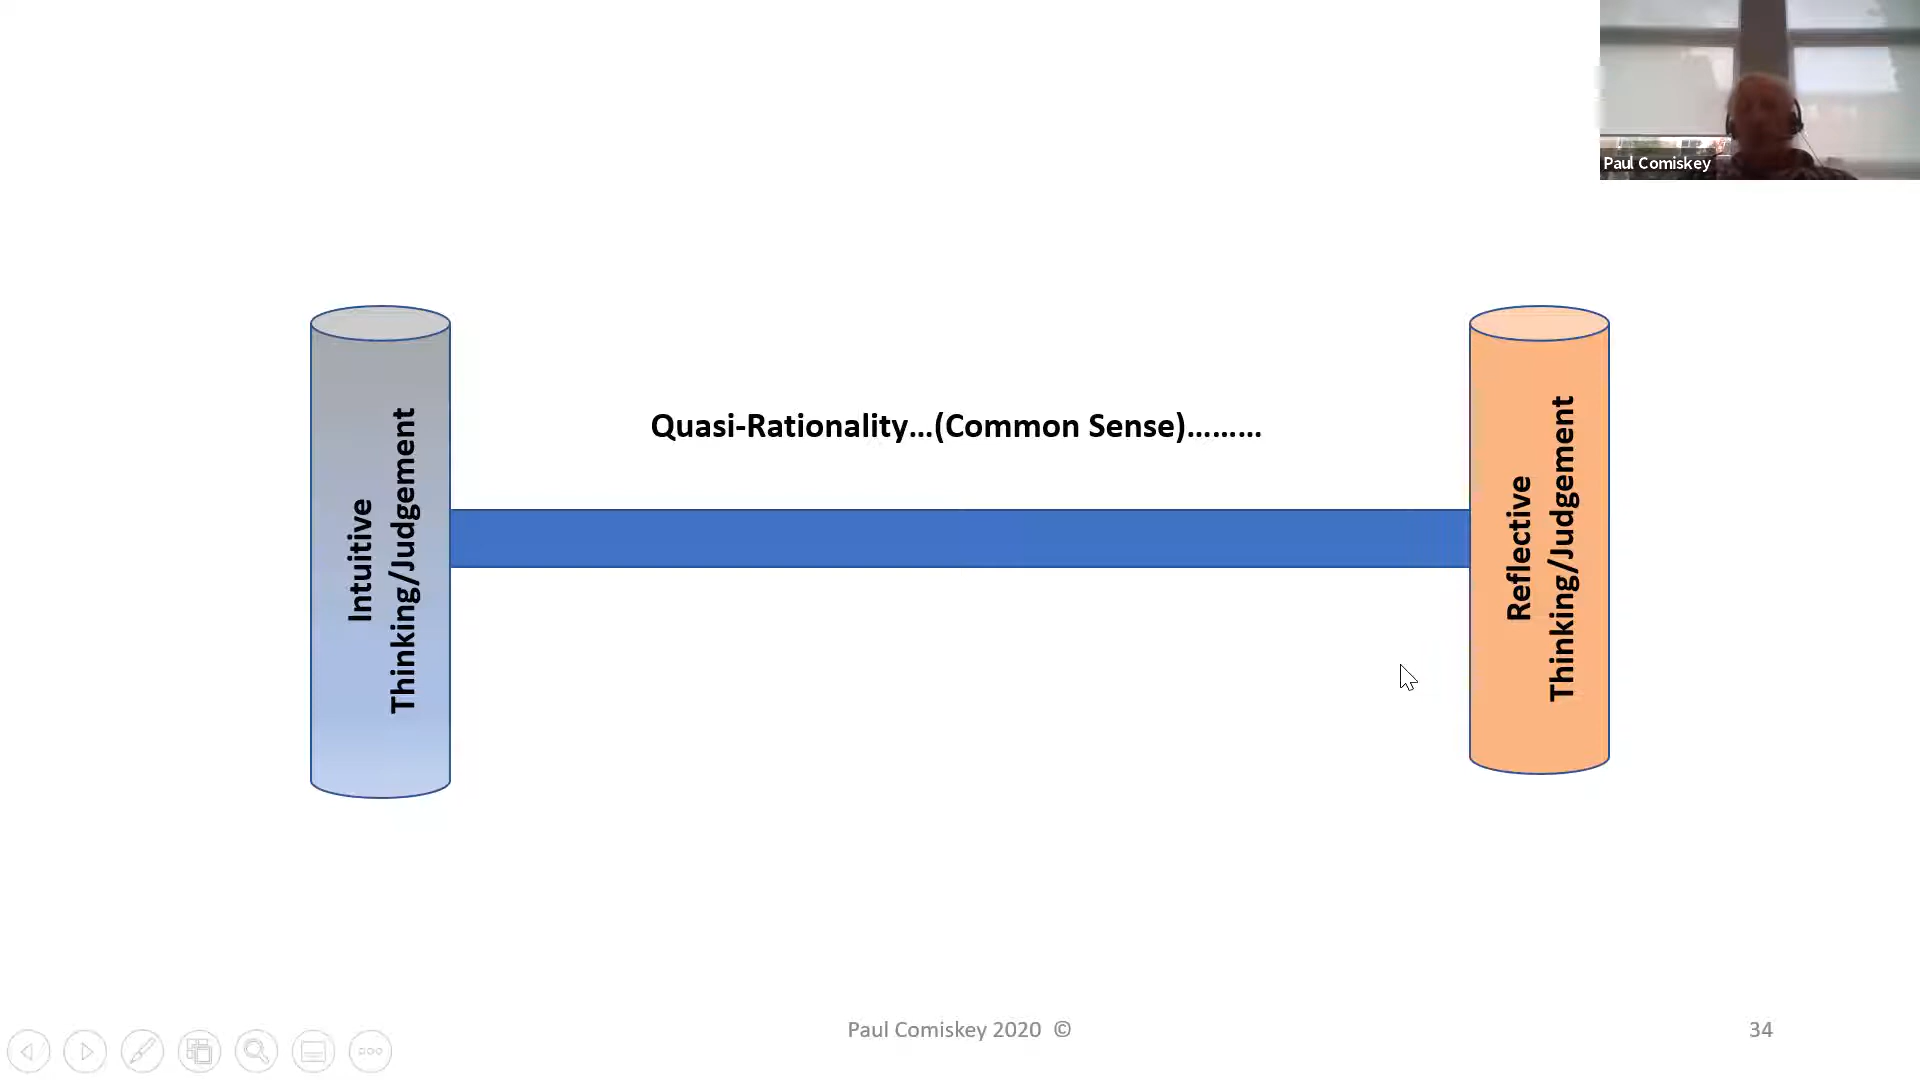 Paul Comiskey
Quasi-Rationality...(Common Sense).........
Intuitive
Thinking/Judgement
Reflective
Thinking/Judgement
Paul Comiskey 2020 ©
34